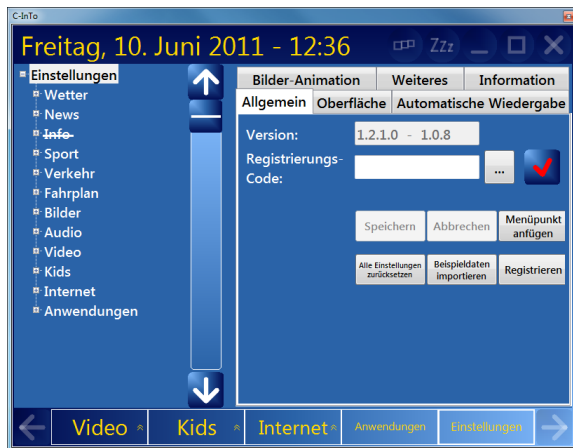 C-InTo
Freitag, 10. Juni 2011 - 12:36
Zzz
Einstellungen
Wetter
News
Info
Sport
Verkehr
Fahrplan
Bilder
Audio
Video
Kids
Internet
Anwendungen
Bilder-Animation Weiteres Information
Allgemein Oberfläche Automatische Wiedergabe
Version: 1.2.1.0 - 1.0.8
Registrierungs-
Code:
...
Speichern Abbrechen Menüpunkt
anfügen
Alle Einstellungen
zurücksetzen
Beispieldaten
importieren
Registrieren
Video Kids Internet Anwendungen Einstellungen